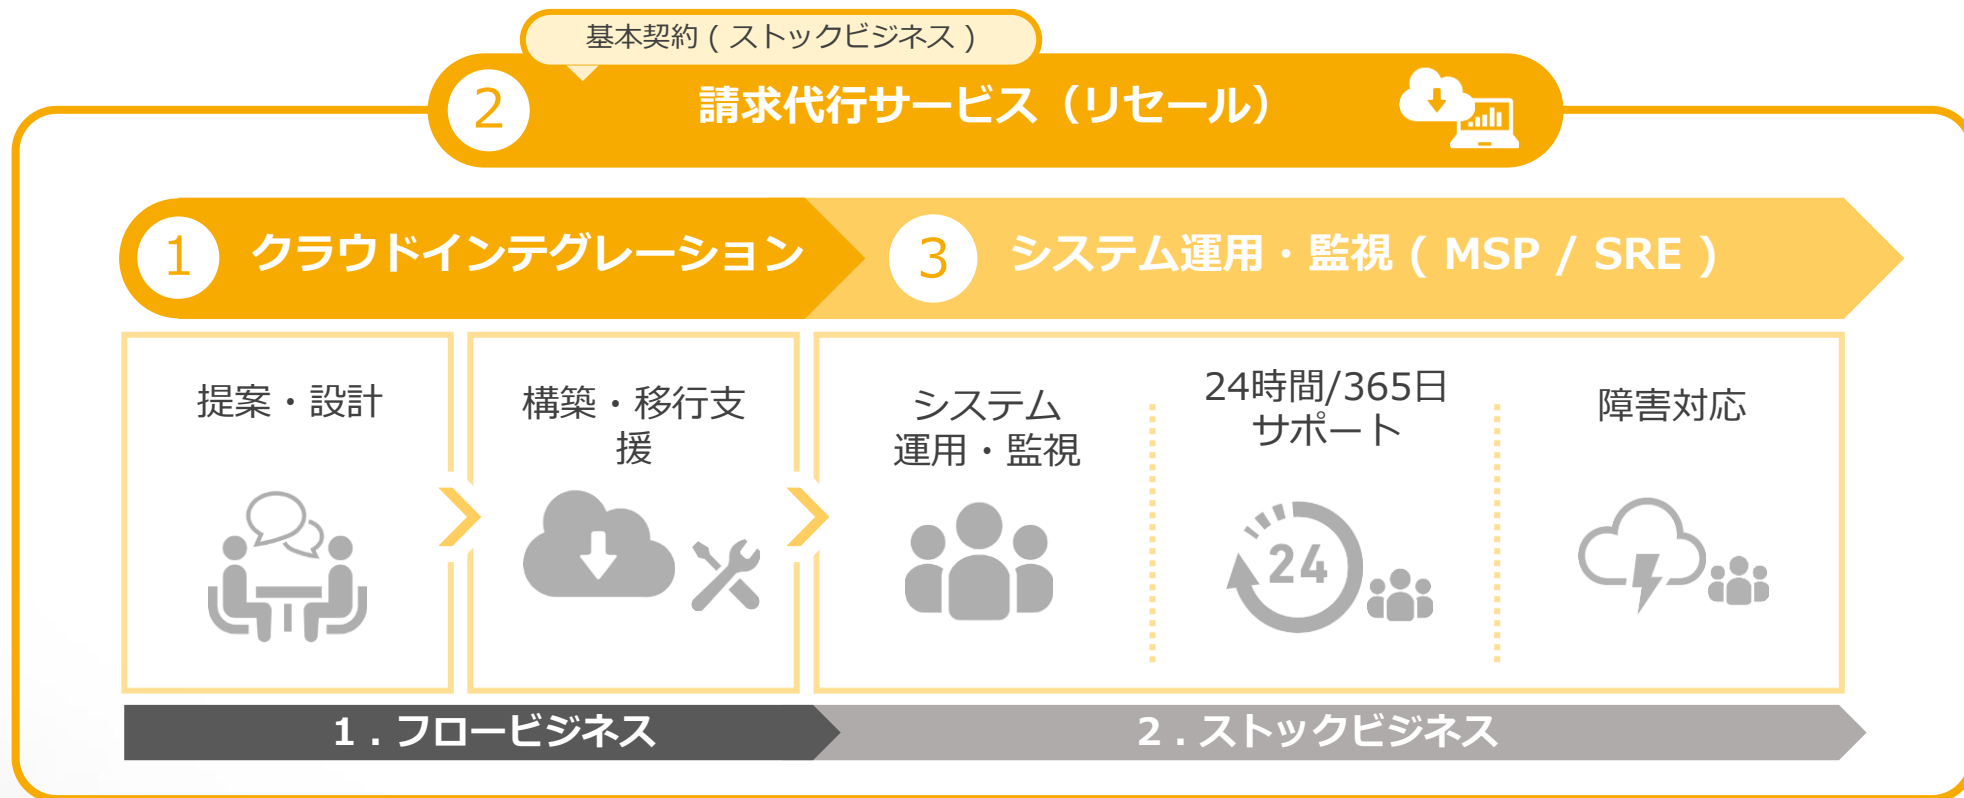 基本契約 ( ストックビジネス )
2
請求代行サービス（リセール）
1
クラウドインテグレーション
3
システム運用・監視 ( MSP / SRE )
提案・設計
構築・移行支
援
システム
運用・監視
24時間/365日
サポート
24
障害対応
1．フロービジネス
2．ストックビジネス